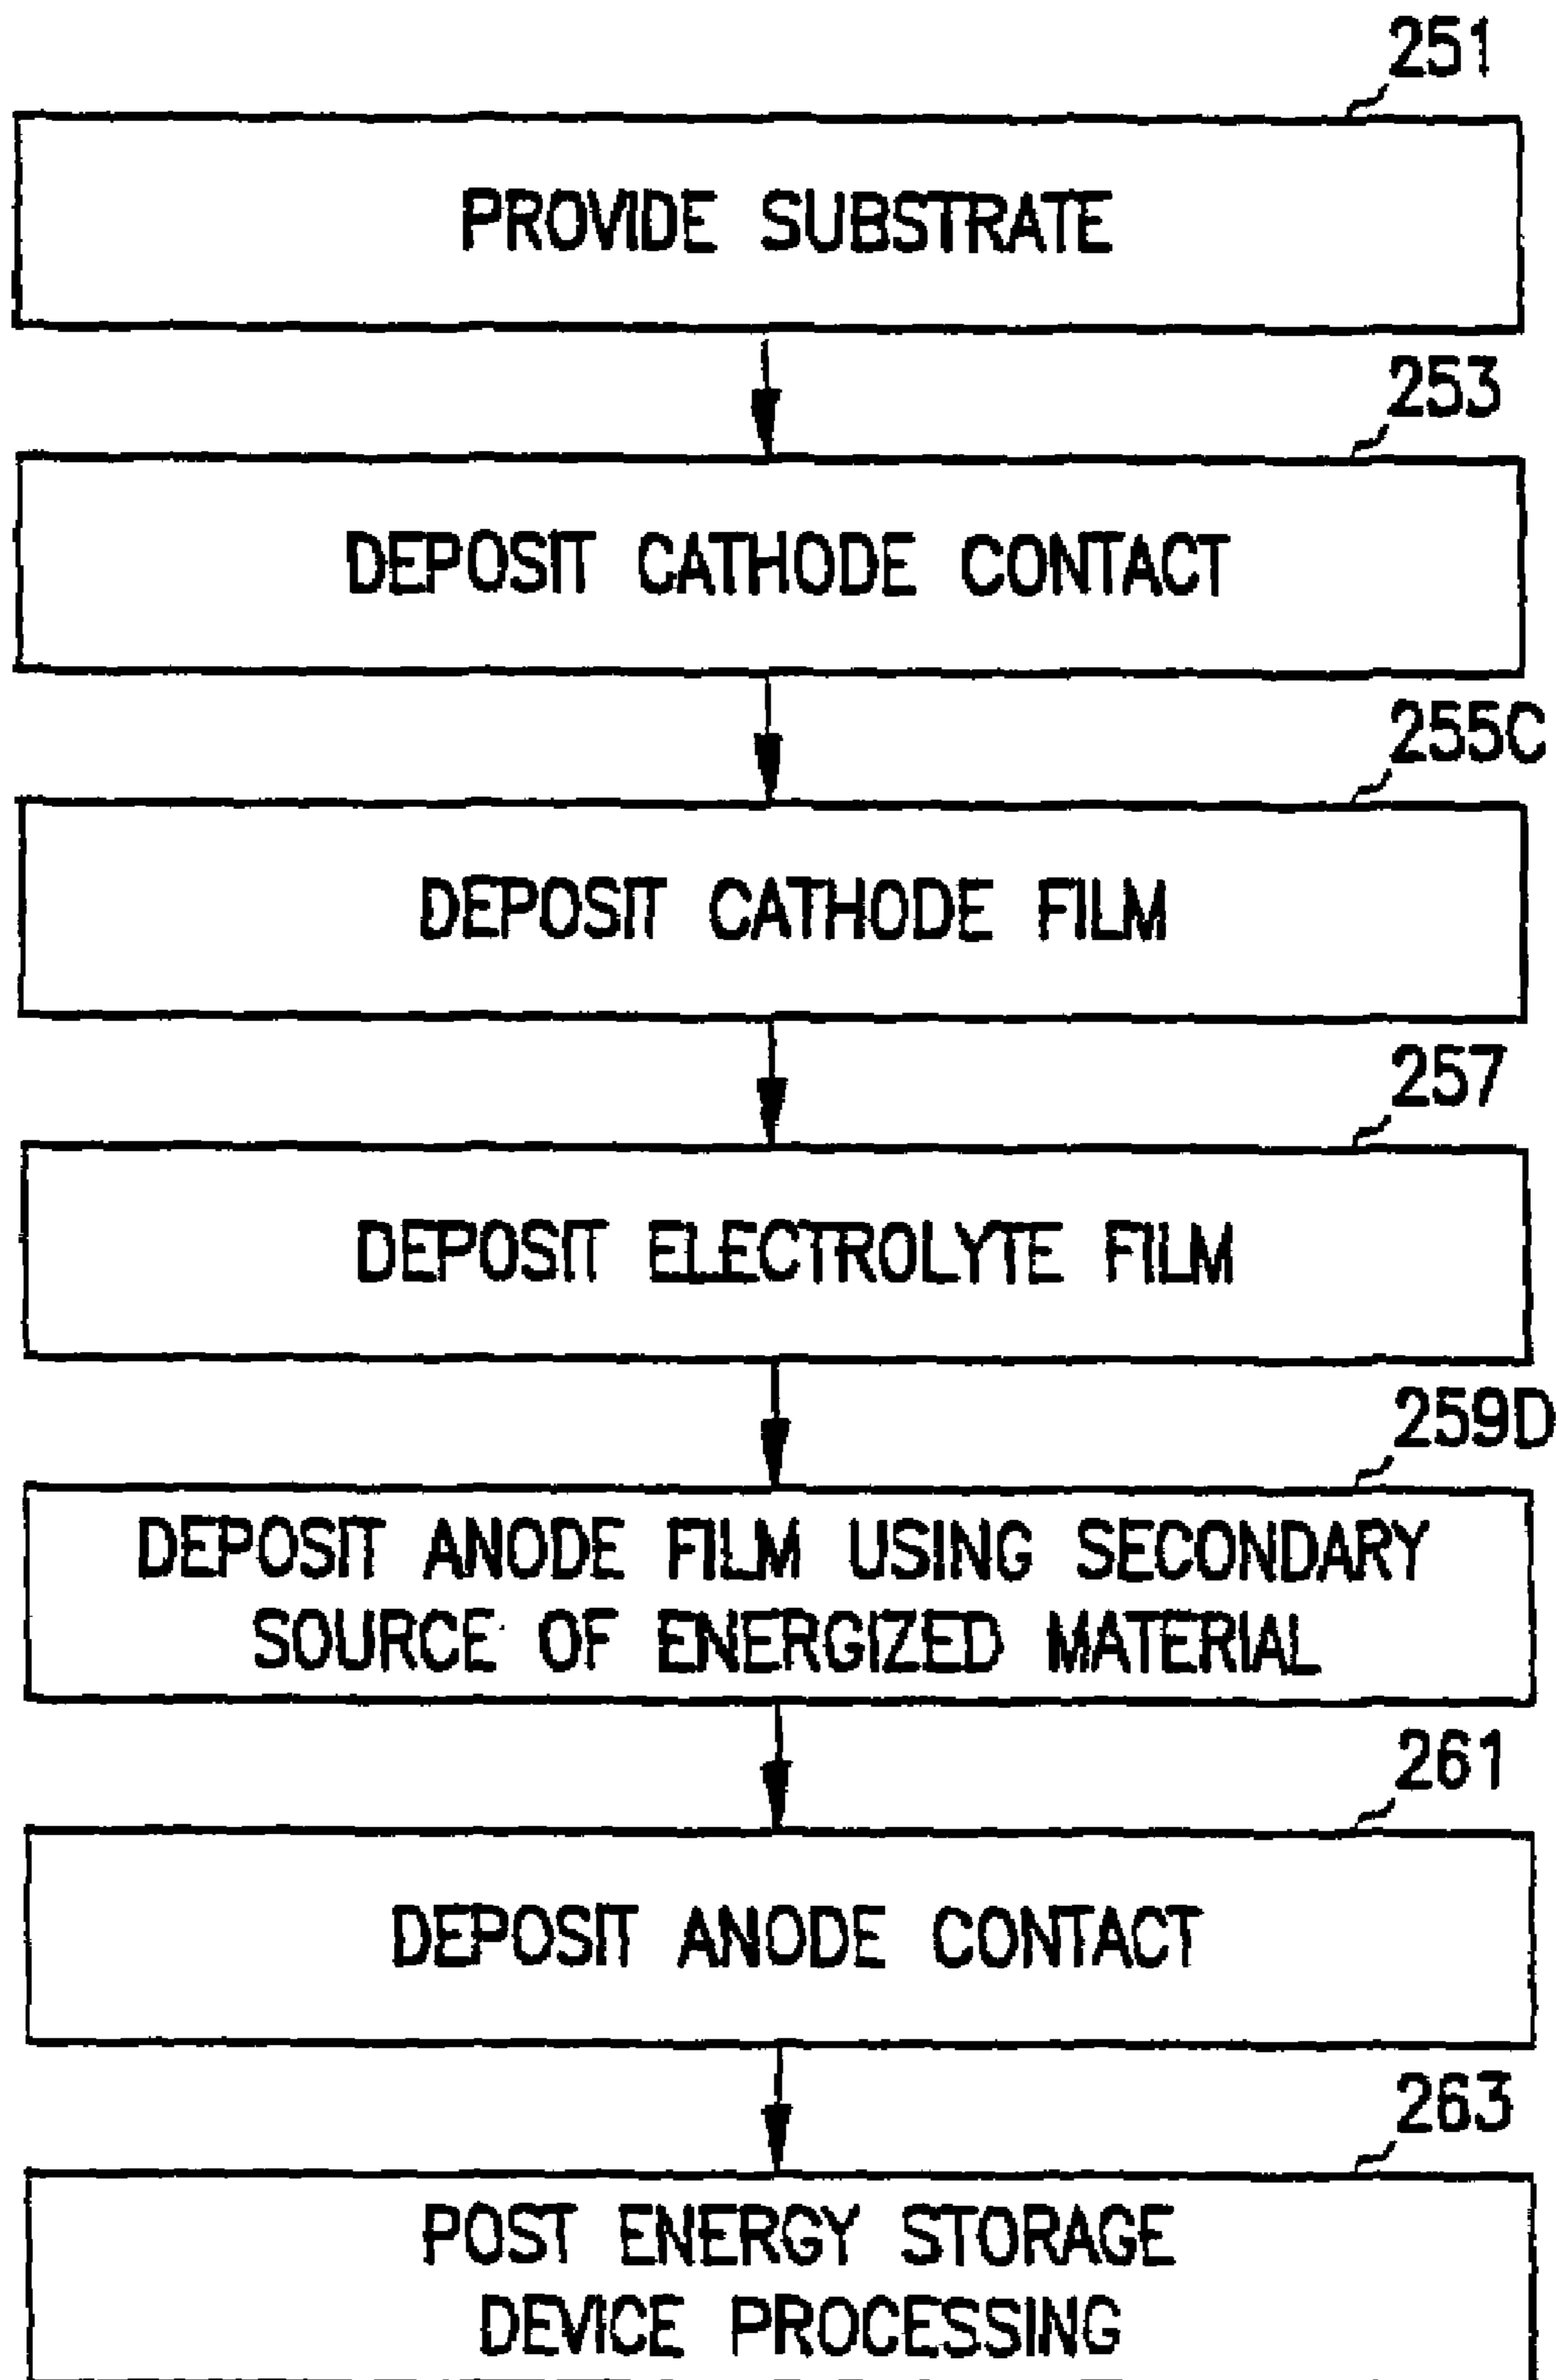 251
PROVIDE SUBSTRATE
253
DEPOSIT CATHODE CONTACT
255C
DEPOSIT CATHODE FILM
257
DEPOSIT ELECTROLYTE FILM
259D
DEPOSIT ANODE FILM USING SECONDARY
SOURCE OF ENERGIZED MATERIAL
261
DEPOSIT ANODE CONTACT
263
POST ENERGY STORAGE
DEVICE PROCESSING